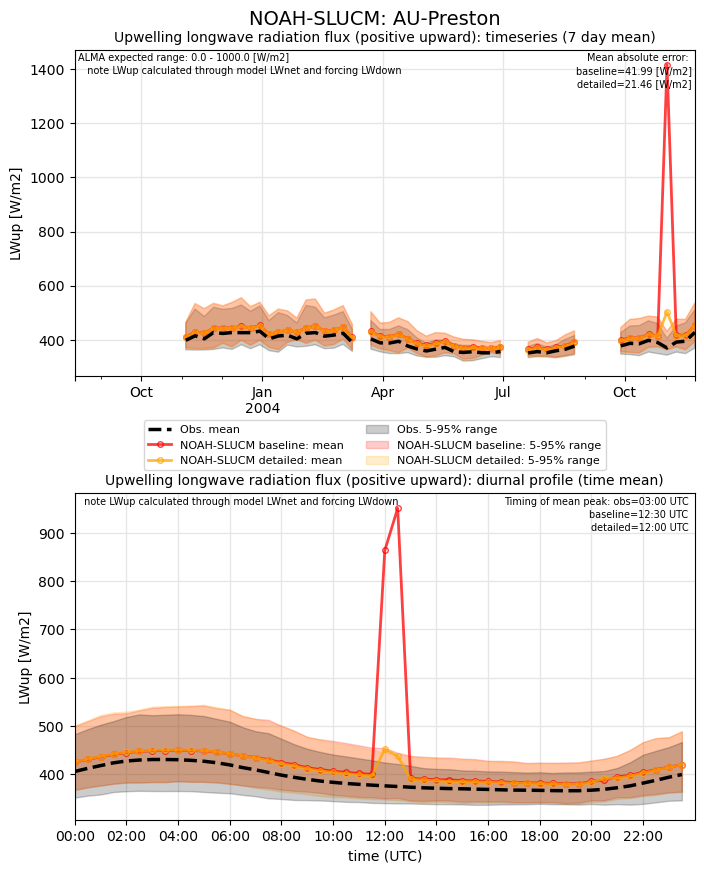 NOAH-SLUCM: AU-Preston
Upwelling longwave radiation flux (positive upward): timeseries (7 day mean)
ALMA expected range: 0.0 - 1000.0 [W/m2]
note LWup calculated through model LWnet and forcing LWdown
Mean absolute error:
baseline=41.99 [W/m2]
detailed=21.46 [W/m2]
1400
1200
1000
800
600
400
LWup [W/m2]
Oct
Jan
2004
Apr
Jul
Oct
Obs. mean
NOAH-SLUCM baseline: mean
NOAH-SLUCM detailed: mean
Obs. 5-95% range
NOAH-SLUCM baseline: 5-95% range
NOAH-SLUCM detailed: 5-95% range
Upwelling longwave radiation flux (positive upward): diurnal profile (time mean)
note LWup calculated through model LWnet and forcing LWdown
Timing of mean peak: obs=03:00 UTC
baseline=12:30 UTC
detailed=12:00 UTC
900
800
700
600
500
400
LWup [W/m2]
00:00 02:00 04:00 06:00 08:00 10:00 12:00 14:00 16:00 18:00 20:00 22:00
time (UTC)